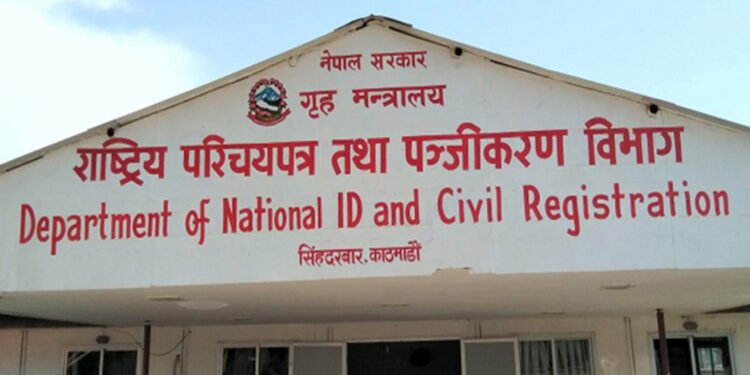 नेपाल सरकार
गृह मन्त्रालय
राष्ट्रिय परिचयपत्र तथा पञ्जीकरण विभाग
Department of National ID and Civil Registration
सिंहदरबार, काठमाडौं